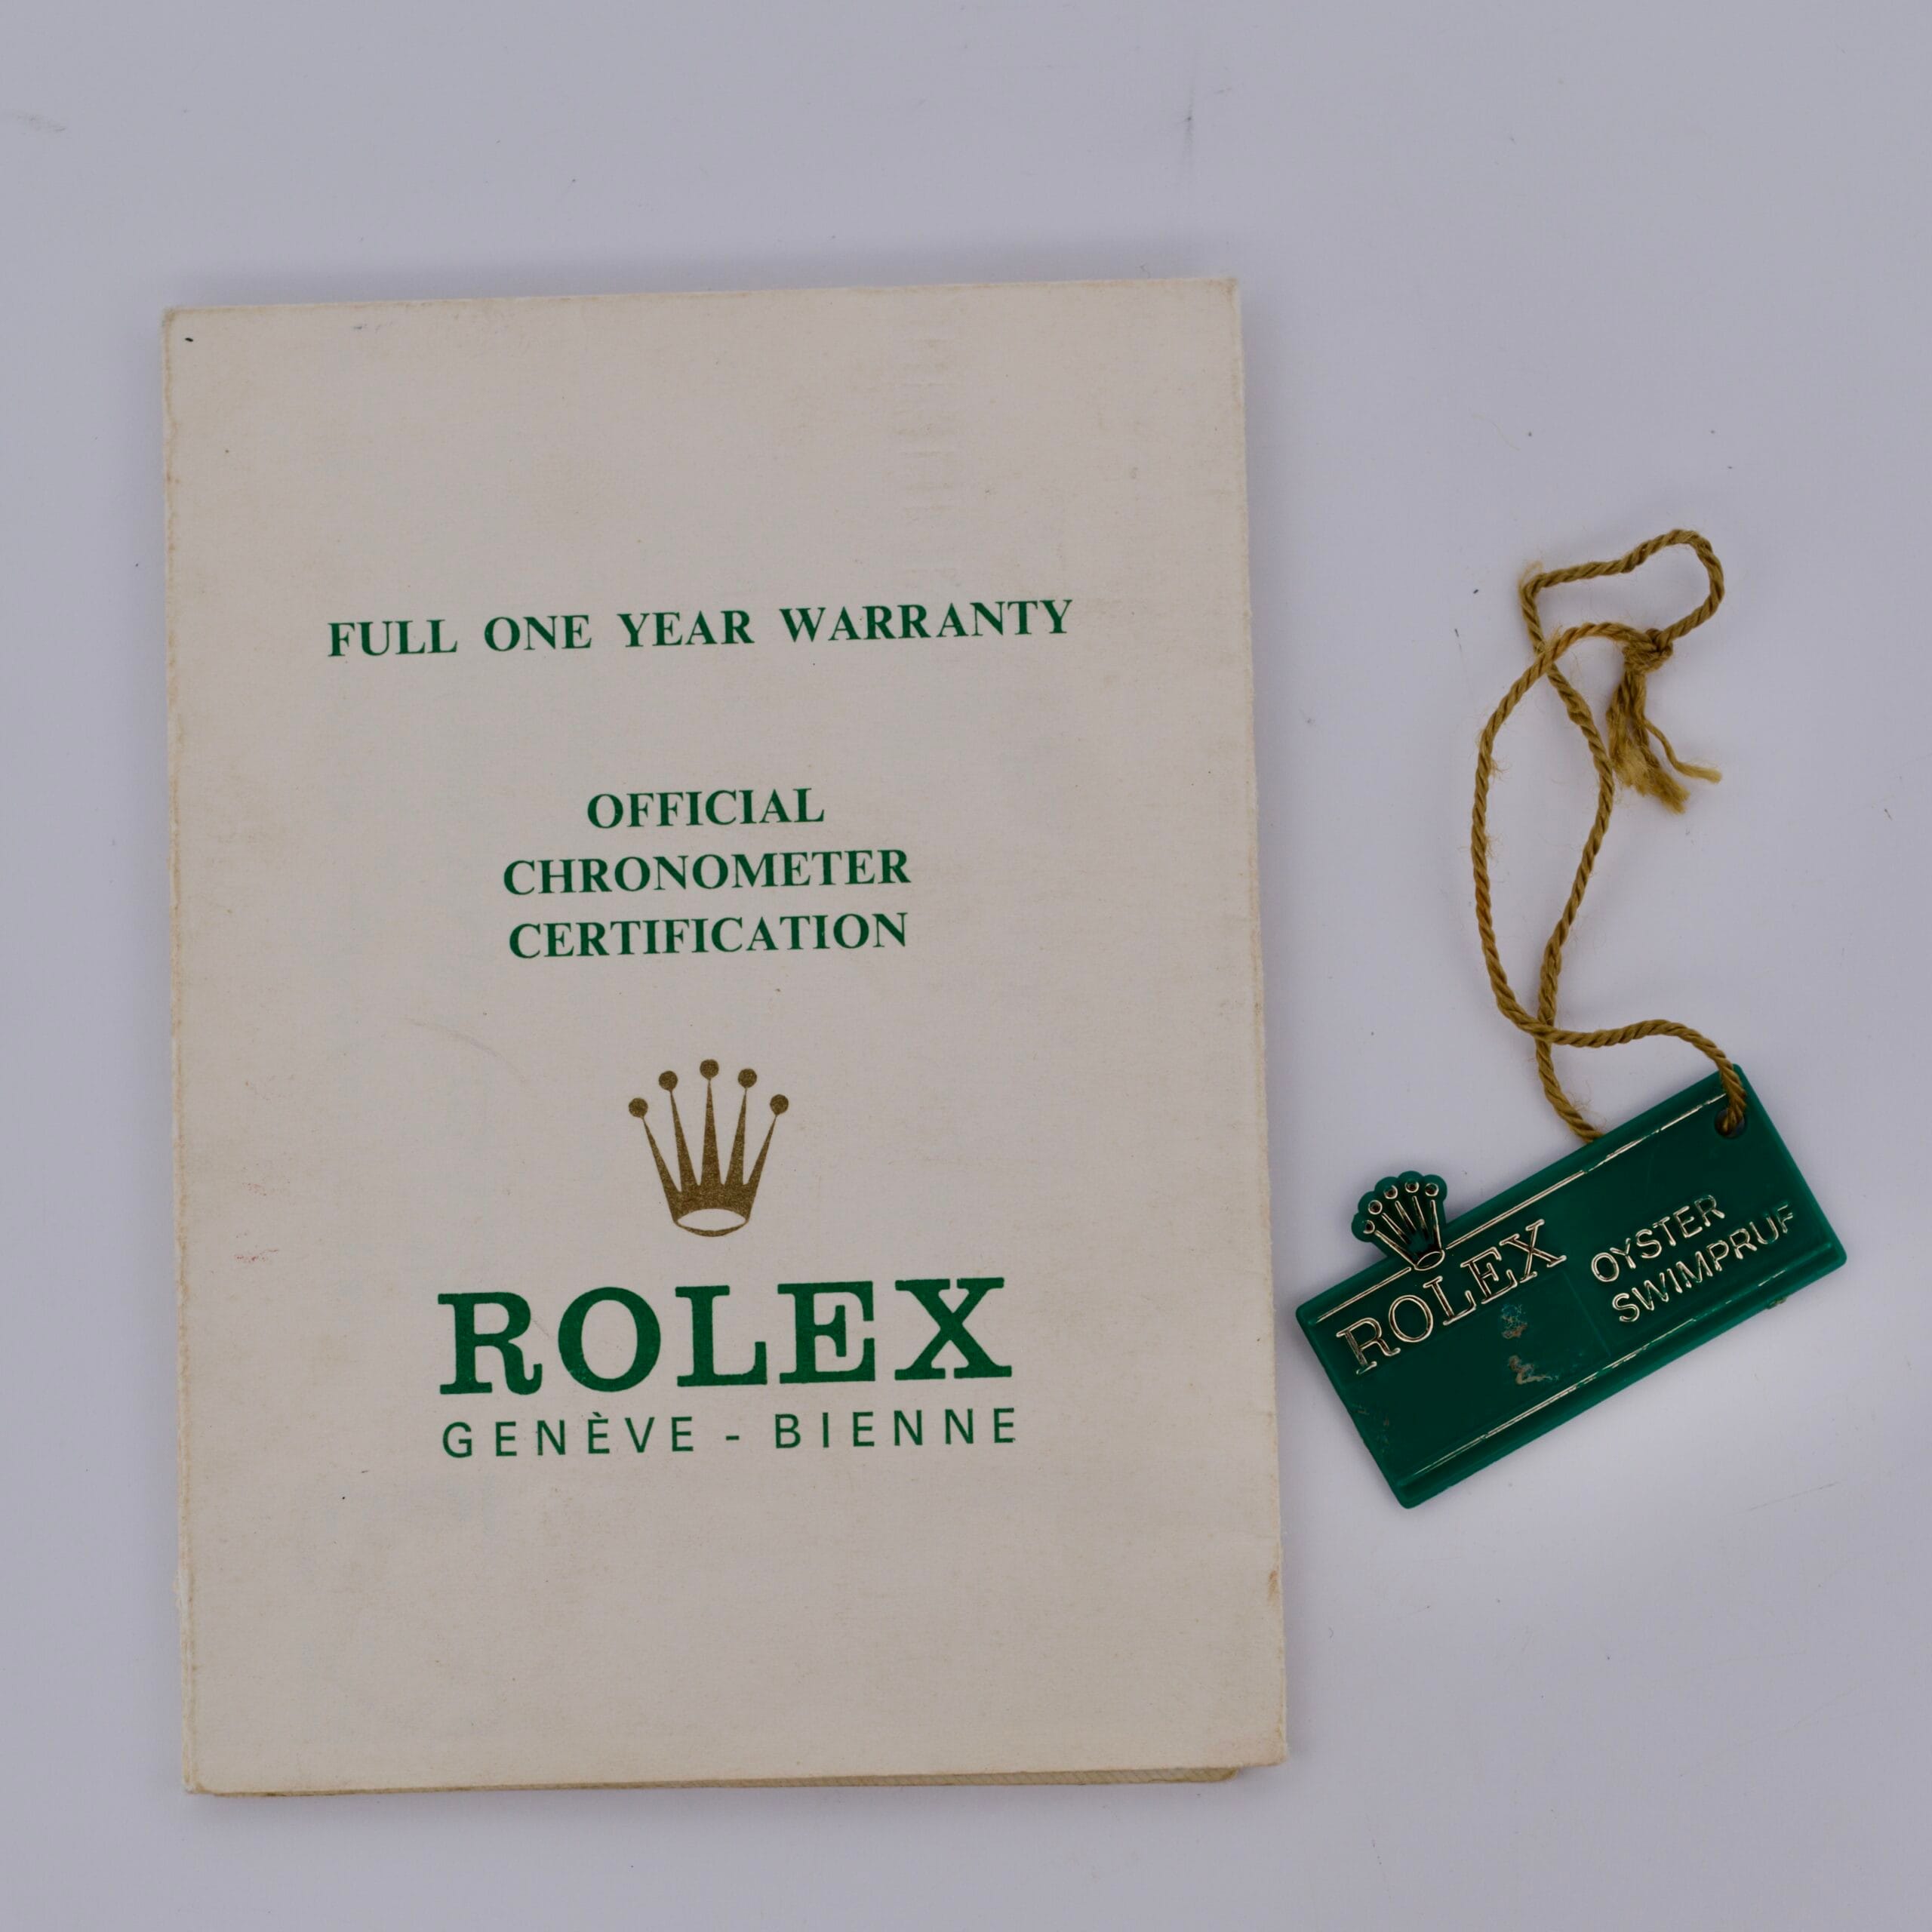 FULL ONE YEAR WARRANTY
OFFICIAL
CHRONOMETER
CERTIFICATION
ROLEX
GENÈVE - BIENNE
ROLEX
OYSTER
SWIMPRUF